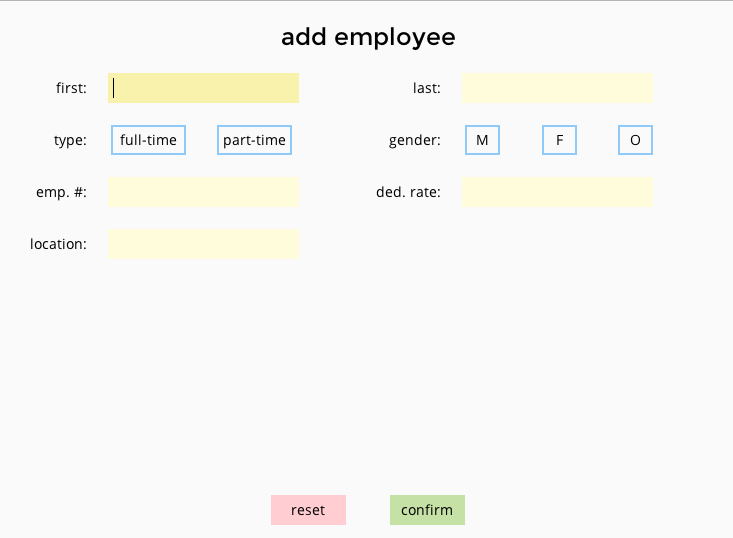 add employee
first: last:
type: full-time part-time gender: M F O
emp. #: ded. rate:
location:
reset confirm